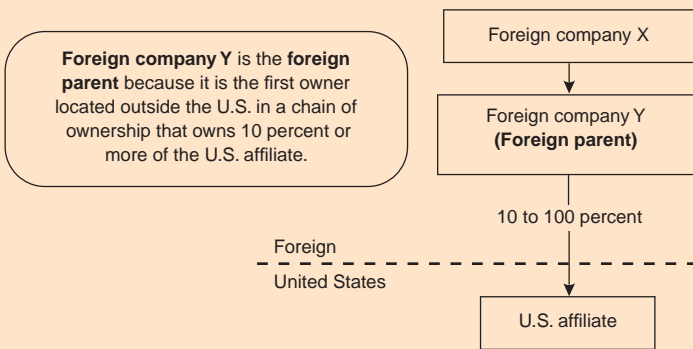 Foreign company Y is the foreign
parent because it is the first owner
located outside the U.S. in a chain of
ownership that owns 10 percent or
more of the U.S. affiliate.
Foreign company X
Foreign company Y
(Foreign parent)
10 to 100 percent
Foreign
United States
U.S. affiliate